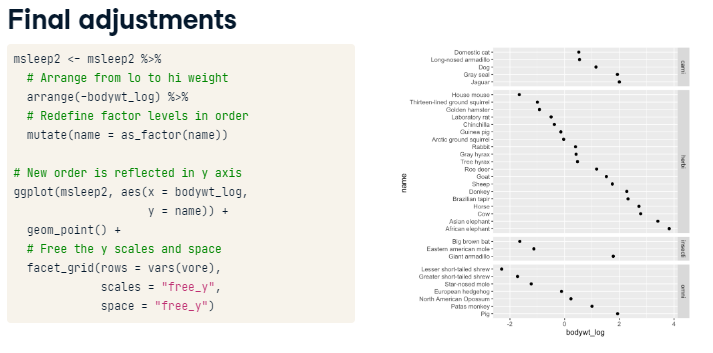 Final adjustments
msleep2 <- msleep2 %>%
# Arrange from lo to hi weight
arrange(-bodywt_log) %>%
# Redefine factor levels in order
mutate(name = as_factor(name))
# New order is reflected in y axis
ggplot(msleep2, aes(x = bodywt_log,
y = name)) +
geom_point() +
# Free the y scales and space
facet_grid(rows = vars(vore),
scales = "free_y",
space = "free_y")
name
Domestic cat
Long-nosed armadillo
Dog
Gray seal
Jaguar
carni
House mouse
Thirteen-lined ground squirrel
Golden hamster
Laboratory rat
Chinchilla
Guinea pig
Arctic ground squirrel
Rabbit
Gray hyrax
Tree hyrax
Roe deer
Goat
Sheep
Donkey
Brazilian tapir
Horse
Cow
Asian elephant
African elephant
herbi
Big brown bat
Eastern american mole
Giant armadillo
insecti
Lesser short-tailed shrew
Greater short-tailed shrew
Star-nosed mole
European hedgehog
North American Opossum
Patas monkey
Pig
omni
-2 0 2 4
bodywt_log